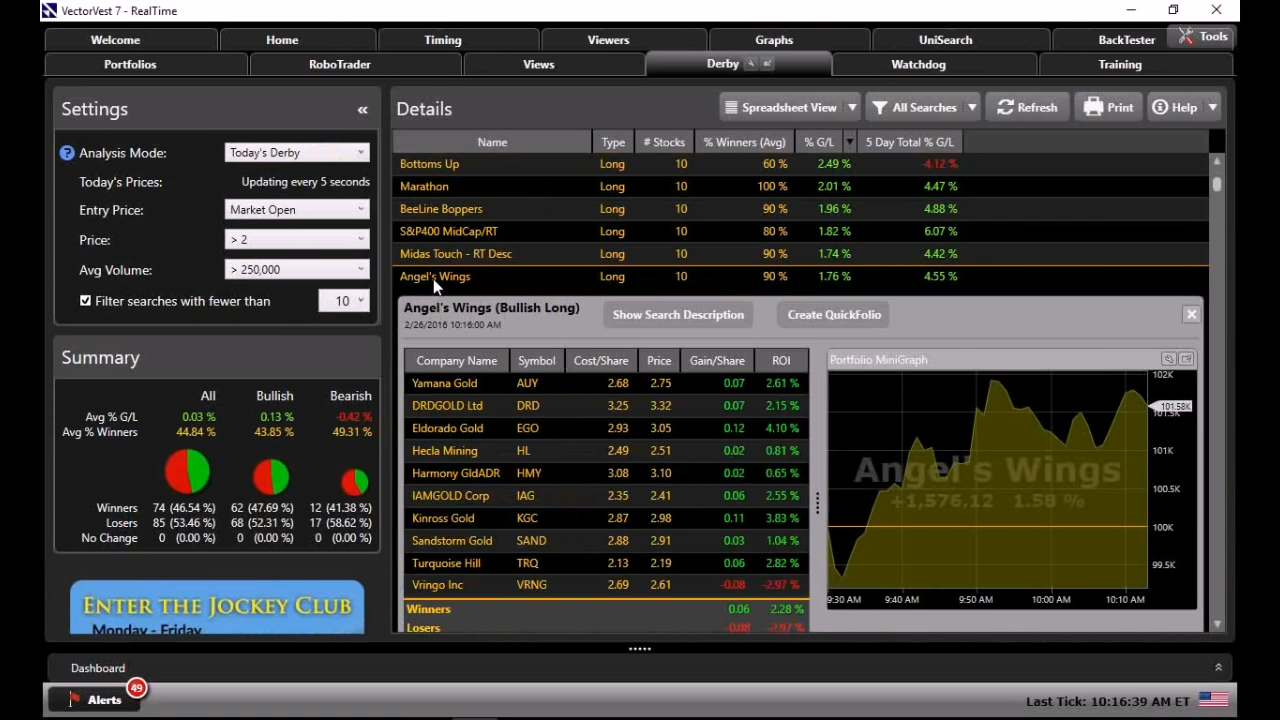 VectorVest 7 - RealTime
Welcome Home Timing Viewers Graphs UniSearch BackTester Tools
Portfolios RoboTrader Views Derby Watchdog Training
Settings «
? Analysis Mode: Today's Derby
Today's Prices: Updating every 5 seconds
Entry Price: Market Open
Price: > 2
Avg Volume: > 250,000
Filter searches with fewer than 10
Summary
All Bullish Bearish
Avg % G/L 0.03 % 0.13 % -0.42 %
Avg % Winners 44.84 % 43.85 % 49.31 %
Winners 74 (46.54 %) 62 (47.69 %) 12 (41.38 %)
Losers 85 (53.46 %) 68 (52.31 %) 17 (58.62 %)
No Change 0 (0.00 %) 0 (0.00 %) 0 (0.00 %)
ENTER THE JOCKEY CLUB
Monday - Friday
Details Spreadsheet View All Searches Refresh Print Help
Name Type # Stocks % Winners (Avg) % G/L 5 Day Total % G/L
Bottoms Up Long 10 60 % 2.49 % -4.12 %
Marathon Long 10 100 % 2.01 % 4.47 %
BeeLine Boppers Long 10 90 % 1.96 % 4.88 %
S&P400 MidCap/RT Long 10 80 % 1.82 % 6.07 %
Midas Touch - RT Desc Long 10 90 % 1.74 % 4.42 %
Angel's Wings Long 10 90 % 1.76 % 4.55 %
Angel's Wings (Bullish Long) Show Search Description Create QuickFolio
2/26/2016 10:16:00 AM
Company Name Symbol Cost/Share Price Gain/Share ROI
Yamana Gold AUY 2.68 2.75 0.07 2.61 %
DRDGOLD Ltd DRD 3.25 3.32 0.07 2.15 %
Eldorado Gold EGO 2.93 3.05 0.12 4.10 %
Hecla Mining HL 2.49 2.51 0.02 0.81 %
Harmony GldADR HMY 3.08 3.10 0.02 0.65 %
IAMGOLD Corp IAG 2.35 2.41 0.06 2.55 %
Kinross Gold KGC 2.87 2.98 0.11 3.83 %
Sandstorm Gold SAND 2.88 2.91 0.03 1.04 %
Turquoise Hill TRQ 2.13 2.19 0.06 2.82 %
Vringo Inc VRNG 2.69 2.61 -0.08 -2.97 %
Winners 0.06 2.28 %
Losers -0.08 -2.97 %
Portfolio MiniGraph
102K
101.5K
101.58K
101K
100.5K
100K
99.5K
Angel's Wings
+1,576.12 1.58 %
9:30 AM 9:40 AM 9:50 AM 10:00 AM 10:10 AM
Dashboard
Alerts 49
Last Tick: 10:16:39 AM ET